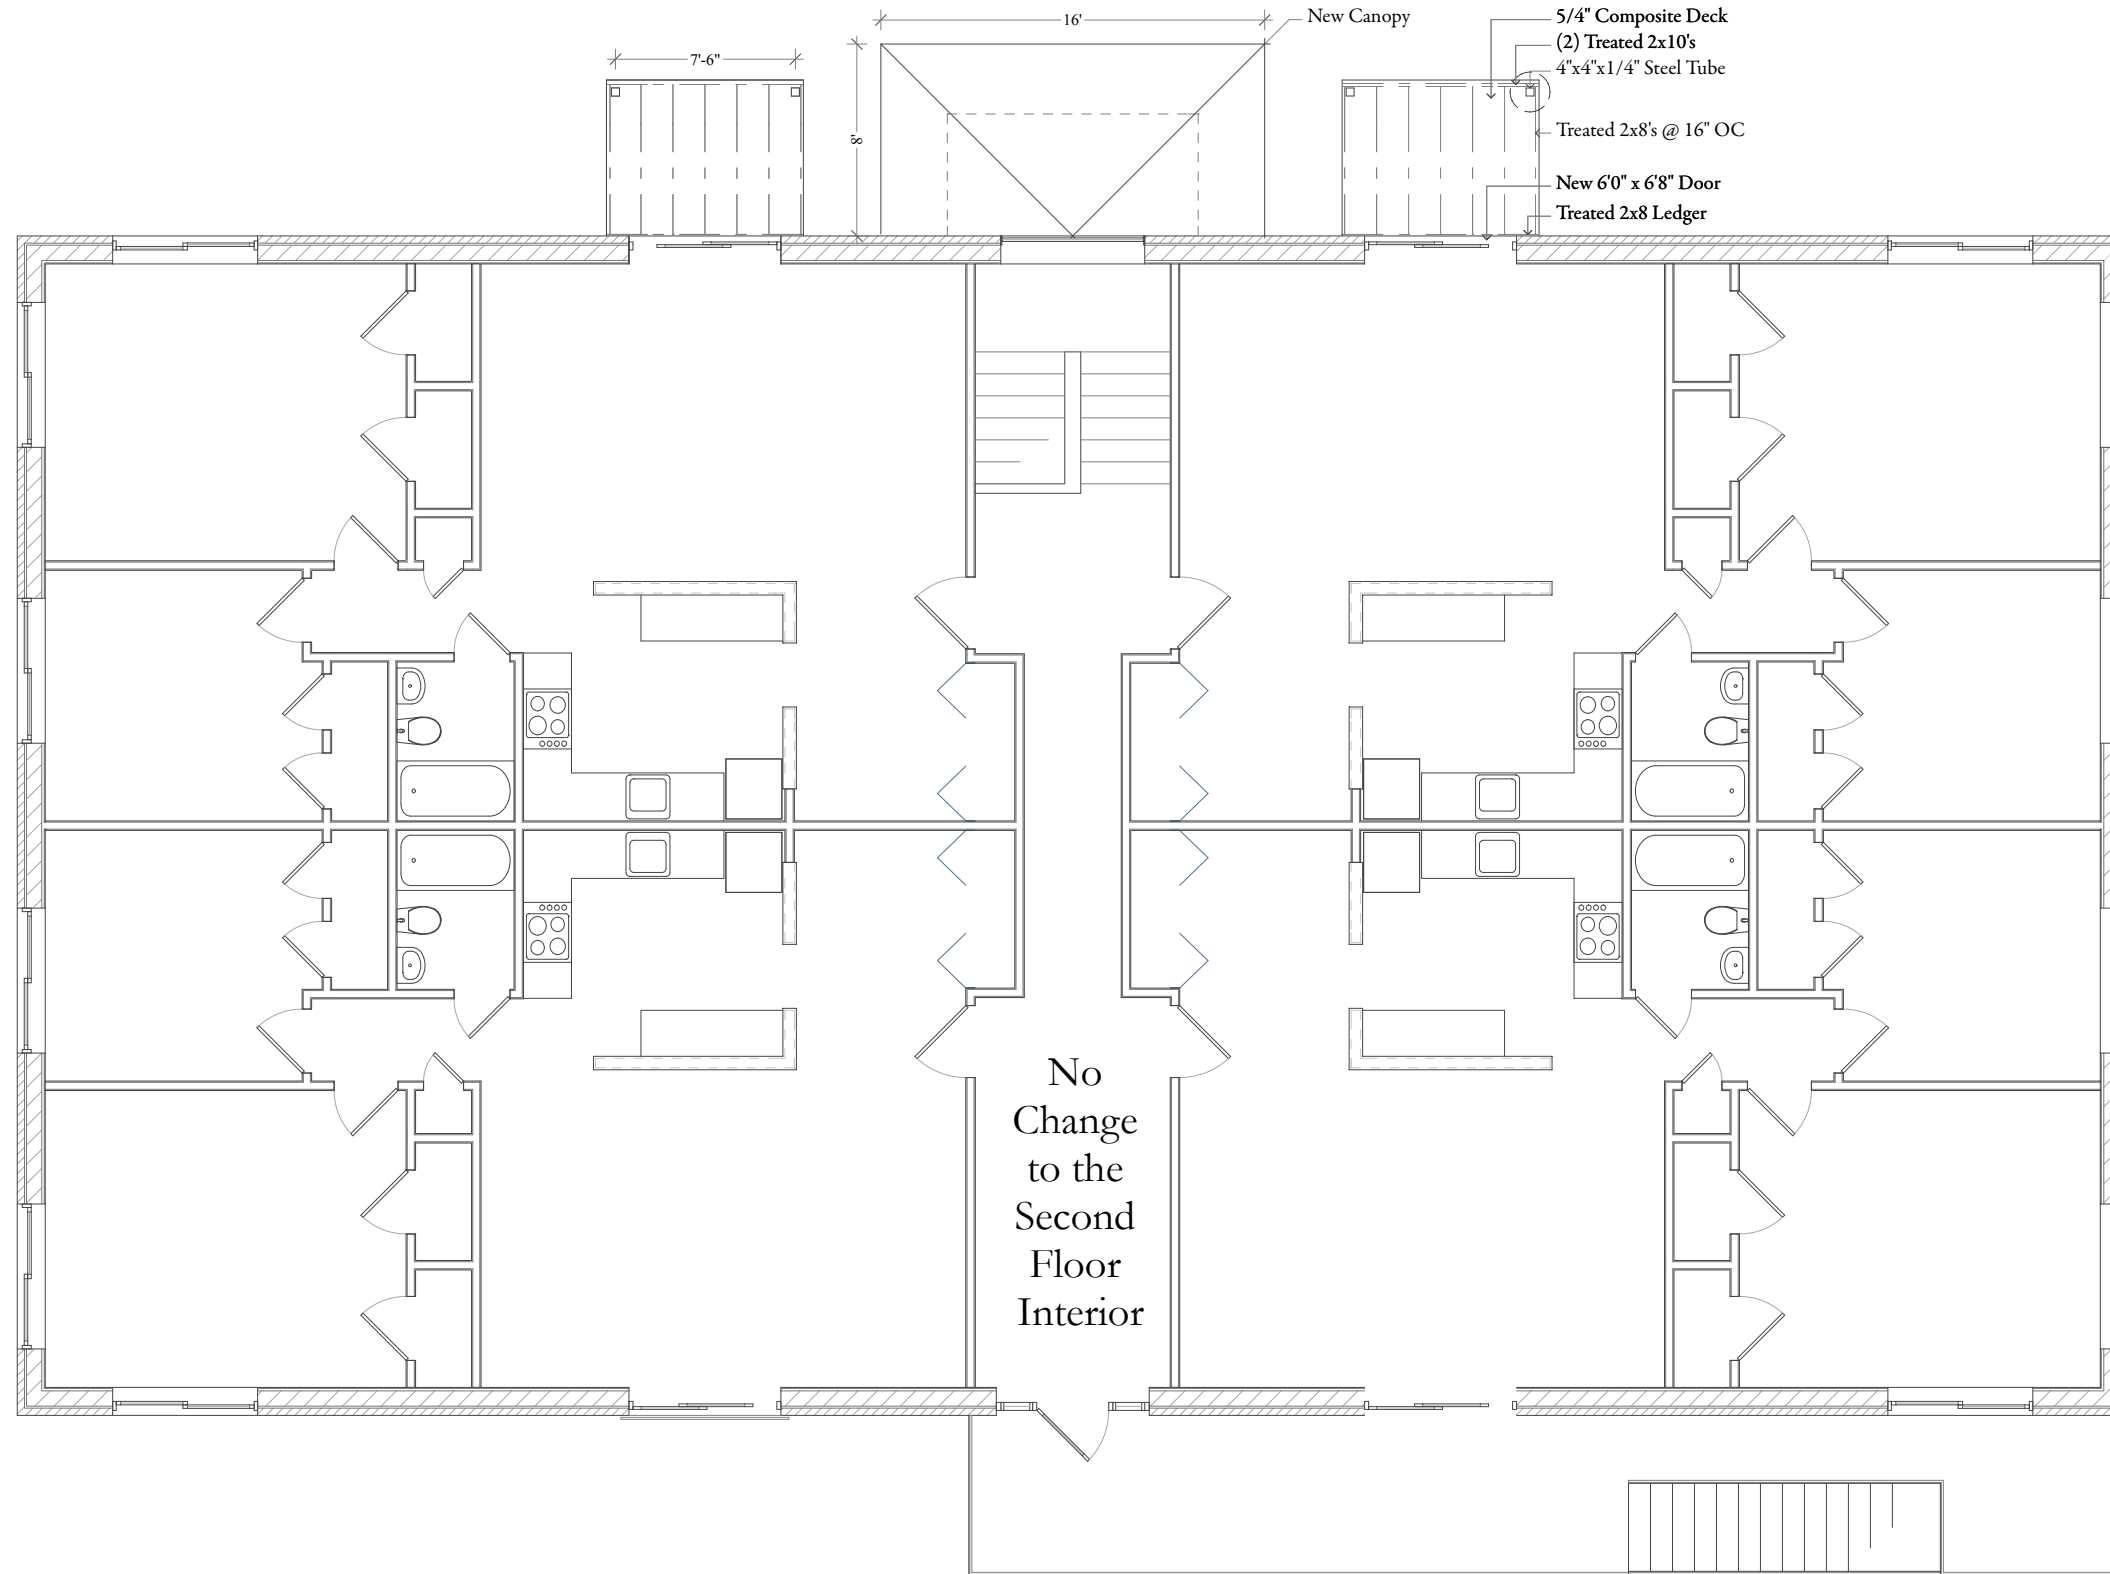 16'
New Canopy
5/4" Composite Deck
(2) Treated 2x10's
7'-6"
4"x4"x1/4" Steel Tube
8'
Treated 2x8's @ 16" OC
New 6'0" x 6'8" Door
Treated 2x8 Ledger
No
Change
to the
Second
Floor
Interior